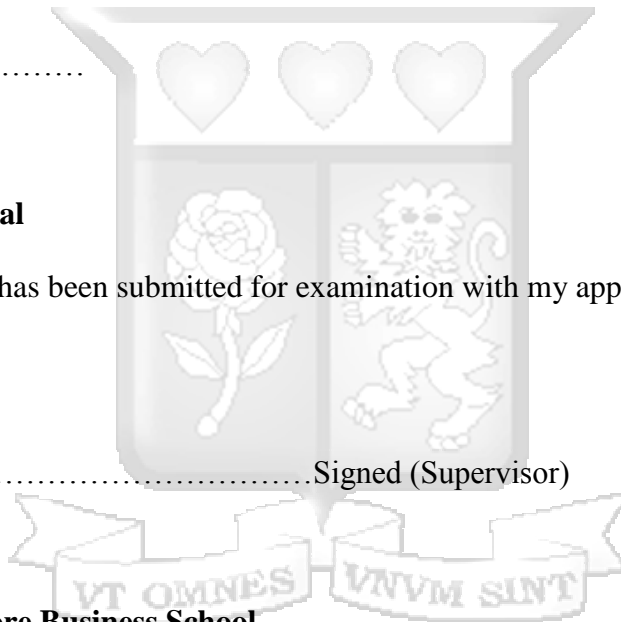 ………
al
has been submitted for examination with my app
…………………………….Signed (Supervisor)
VT OMNES VNVM SINT
ore Business School